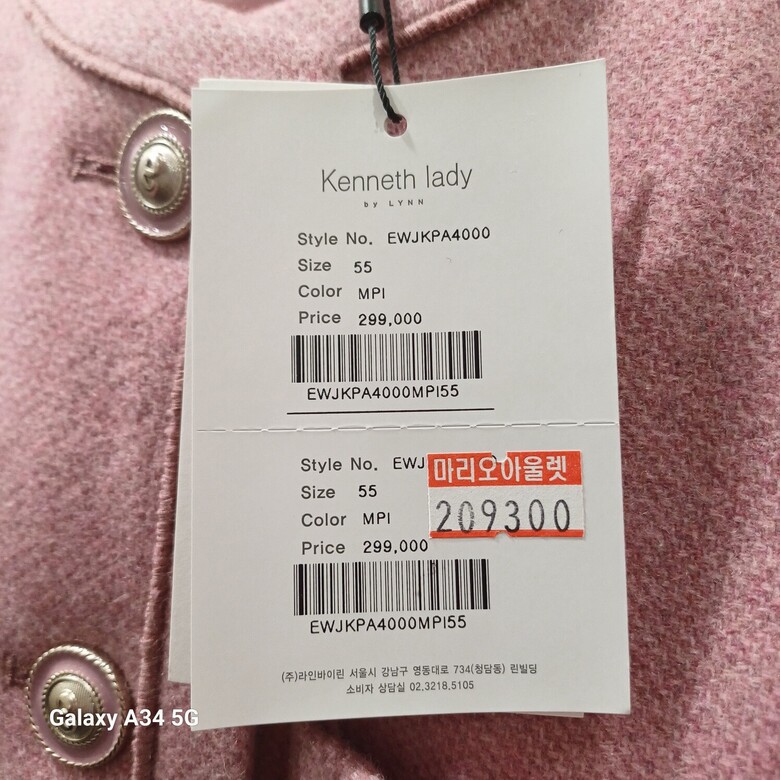 Kenneth lady
by LYNN
Style No. EWJKPA4000
Size 55
Color MPI
Price 299,000
EWJKPA4000MPI55
Style No. EWJ
마리오아울렛
Size 55
209300
Color MPI
Price 299,000
EWJKPA4000MPI55
(주)라인바이린 서울시 강남구 영동대로 734(청담동) 린빌딩
소비자 상담실 02.3218.5105
Galaxy A34 5G